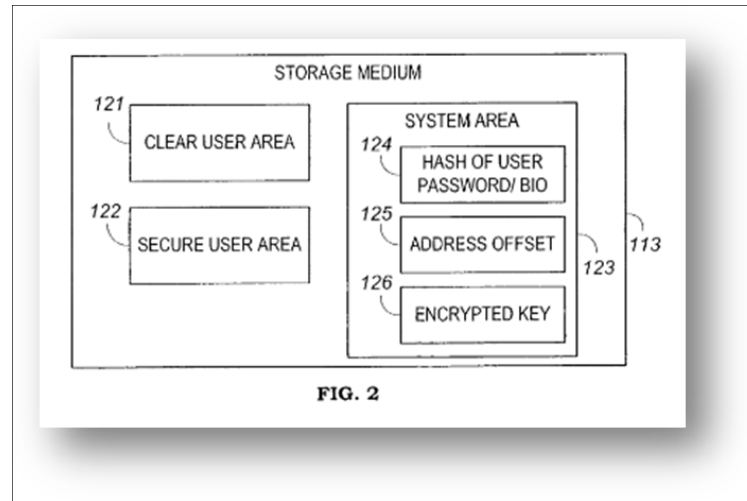 STORAGE MEDIUM
121
CLEAR USER AREA
122
SECURE USER AREA
SYSTEM AREA
124
HASH OF USER
PASSWORD/ BIO
125
ADDRESS OFFSET
126
ENCRYPTED KEY
123
113
FIG. 2